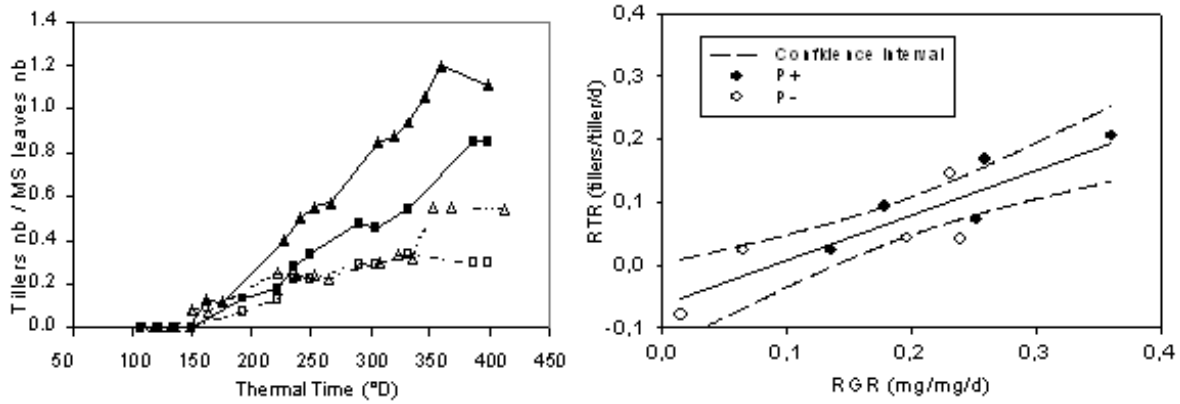 Tillers nb / MS leaves nb
1.4
1.2
1.0
0.8
0.6
0.4
0.2
0.0
50 100 150 200 250 300 350 400 450
Thermal Time (°D)
RTR (tillers/tiller/d)
0,4
0,3
0,2
0,1
0,0
-0,1
Confidence Interval
P+
P-
0,0 0,1 0,2 0,3 0,4
RGR (mg/mg/d)